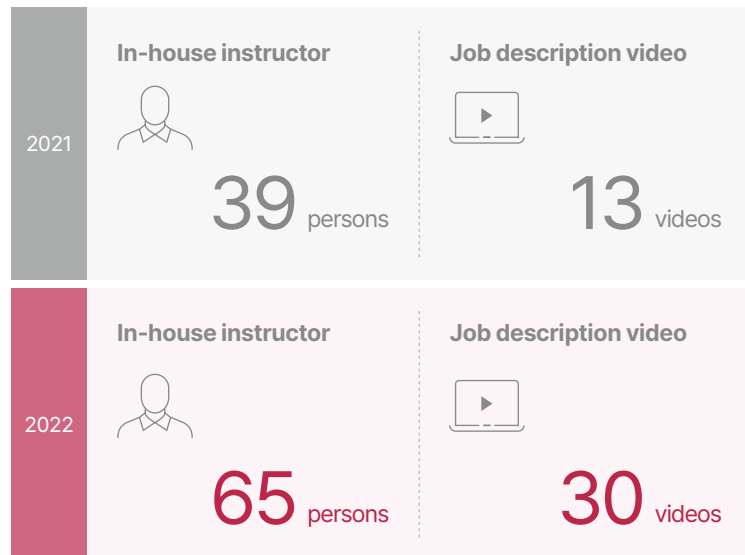 2021
In-house instructor
39 persons
Job description video
13 videos
2022
In-house instructor
65 persons
Job description video
30 videos